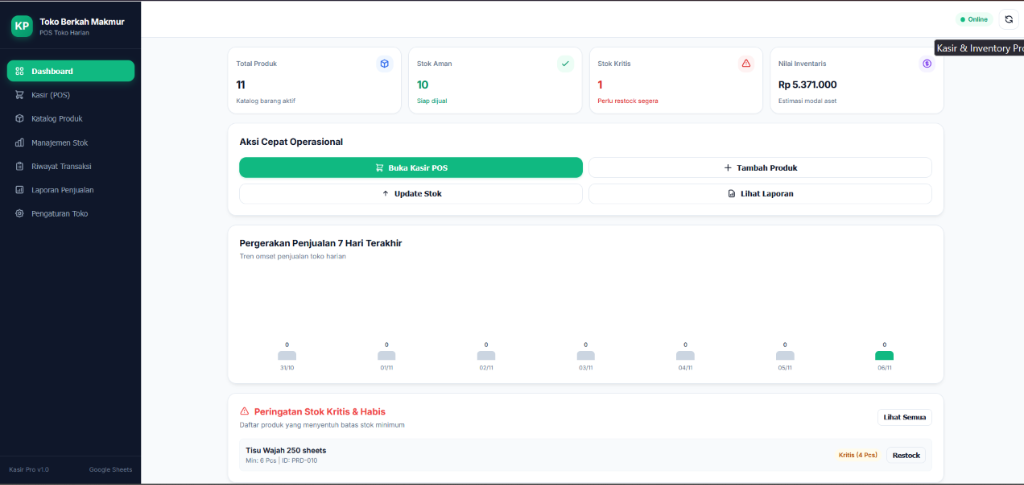 KP
Toko Berkah Makmur
POS Toko Harian
Dashboard
Kasir (POS)
Katalog Produk
Manajemen Stok
Riwayat Transaksi
Laporan Penjualan
Pengaturan Toko
Kasir Pro v1.0
Google Sheets
Online
Kasir & Inventory Pro
Total Produk
11
Katalog barang aktif
Stok Aman
10
Siap dijual
Stok Kritis
1
Perlu restock segera
Nilai Inventaris
Rp 5.371.000
Estimasi modal aset
Aksi Cepat Operasional
Buka Kasir POS
Tambah Produk
Update Stok
Lihat Laporan
Pergerakan Penjualan 7 Hari Terakhir
Tren omset penjualan toko harian
0 0 0 0 0 0 0
31/10 01/11 02/11 03/11 04/11 05/11 06/11
Peringatan Stok Kritis & Habis
Daftar produk yang menyentuh batas stok minimum
Lihat Semua
Tisu Wajah 250 sheets
Min: 6 Pcs | ID: PRD-010
Kritis (4 Pcs)
Restock